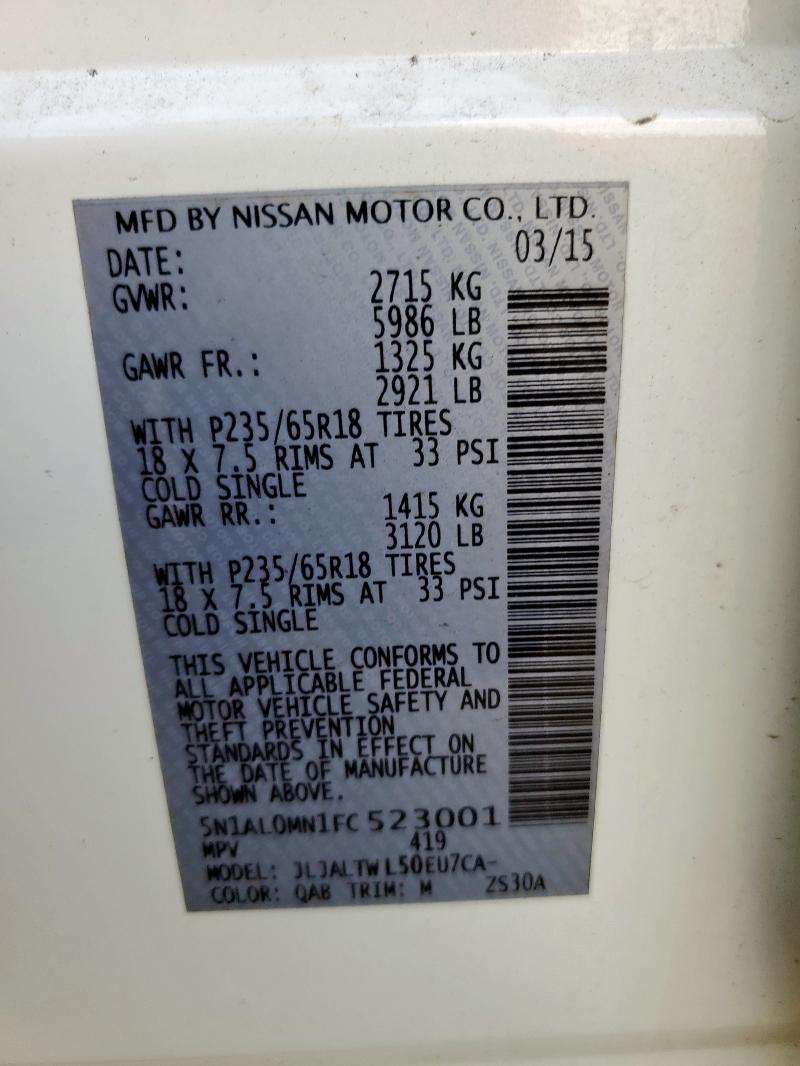 MFD BY NISSAN MOTOR CO., LTD.
DATE: 03/15
GVWR: 2715 KG
5986 LB
GAWR FR.: 1325 KG
2921 LB
WITH P235/65R18 TIRES
18 X 7.5 RIMS AT 33 PSI
COLD SINGLE
GAWR RR.: 1415 KG
3120 LB
WITH P235/65R18 TIRES
18 X 7.5 RIMS AT 33 PSI
COLD SINGLE
THIS VEHICLE CONFORMS TO
ALL APPLICABLE FEDERAL
MOTOR VEHICLE SAFETY AND
THEFT PREVENTION
STANDARDS IN EFFECT ON
THE DATE OF MANUFACTURE
SHOWN ABOVE.
5N1AL0MN1FC 523001
MPV 419
MODEL: JLJALTWL50EU7CA-
COLOR: QAB TRIM: M ZS30A